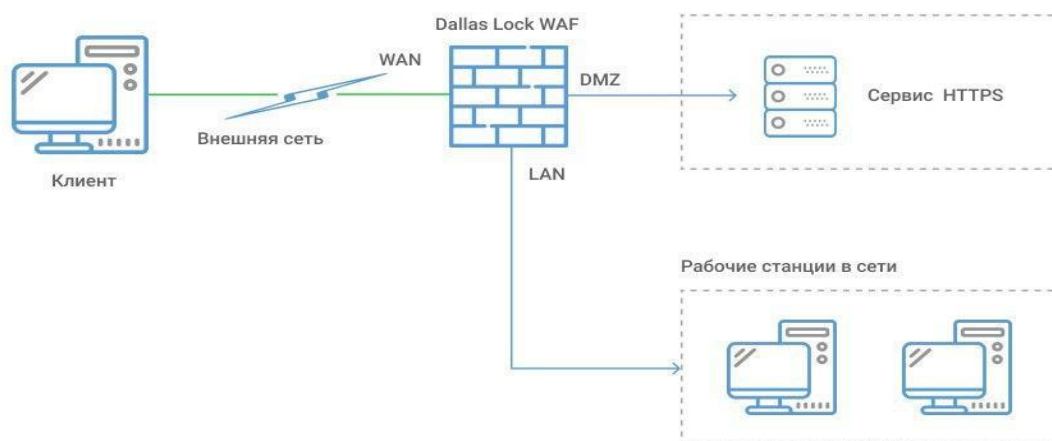 Dallas Lock WAF
WAN
DMZ
Сервис HTTPS
Внешняя сеть
Клиент
LAN
Рабочие станции в сети